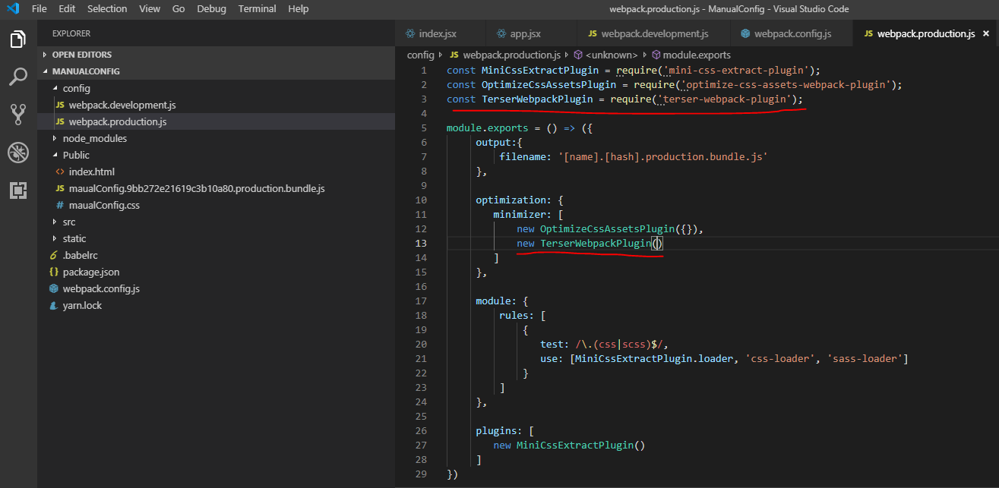 File Edit Selection View Go Debug Terminal Help
webpack.production.js - ManualConfig - Visual Studio Code
EXPLORER
OPEN EDITORS
MANUALCONFIG
config
JS webpack.development.js
JS webpack.production.js
node_modules
Public
<> index.html
JS maualConfig.9bb272e21619c3b10a80.production.bundle.js
# maualConfig.css
src
static
.babelrc
{} package.json
webpack.config.js
yarn.lock
index.jsx
app.jsx
JS webpack.development.js
webpack.config.js
JS webpack.production.js ×
config JS webpack.production.js <unknown> module.exports
1 const MiniCssExtractPlugin = require('mini-css-extract-plugin');
2 const OptimizeCssAssetsPlugin = require('optimize-css-assets-webpack-plugin');
3 const TerserWebpackPlugin = require('terser-webpack-plugin');
4
5 module.exports = () => ({
6 output:{
7 filename: '[name].[hash].production.bundle.js'
8 },
9
10 optimization: {
11 minimizer: [
12 new OptimizeCssAssetsPlugin({}),
13 new TerserWebpackPlugin()
14 ]
15 },
16
17 module: {
18 rules: [
19 {
20 test: /\.(css|scss)$/,
21 use: [MiniCssExtractPlugin.loader, 'css-loader', 'sass-loader']
22 }
23 ]
24 },
25
26 plugins: [
27 new MiniCssExtractPlugin()
28 ]
29 })